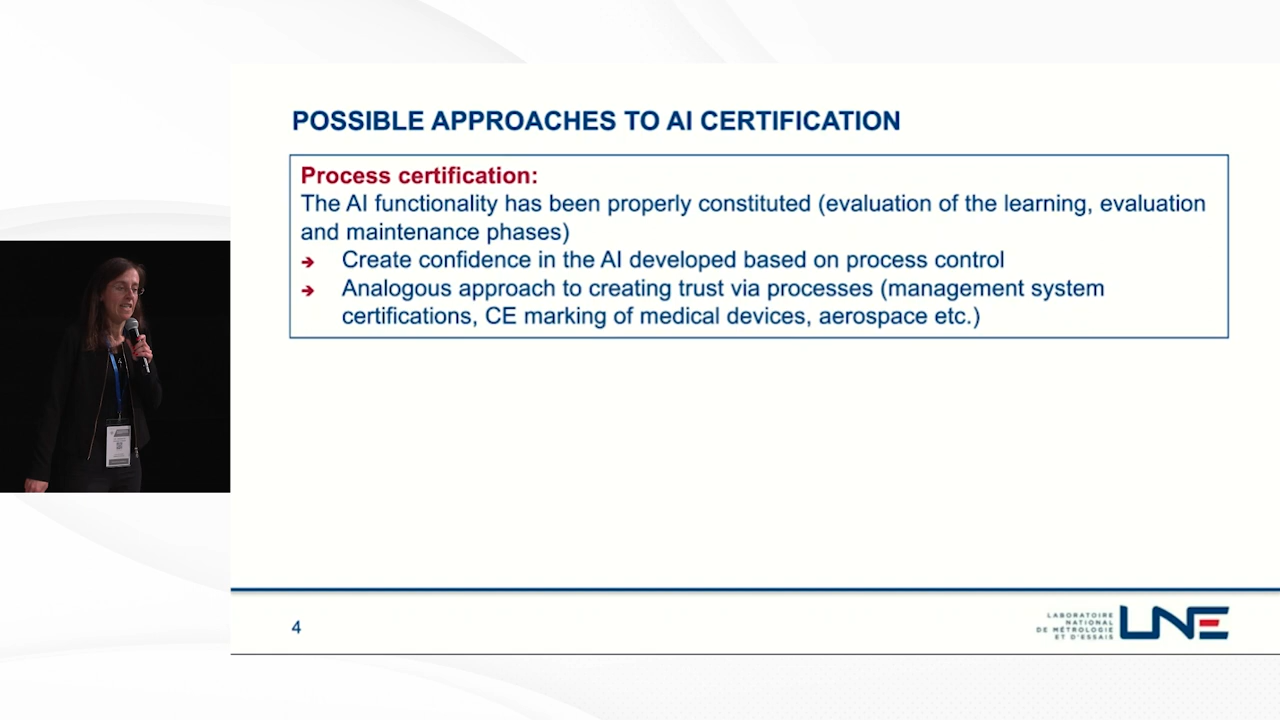 POSSIBLE APPROACHES TO AI CERTIFICATION
Process certification:
The AI functionality has been properly constituted (evaluation of the learning, evaluation
and maintenance phases)
➔ Create confidence in the AI developed based on process control
➔ Analogous approach to creating trust via processes (management system
certifications, CE marking of medical devices, aerospace etc.)
4
LABORATOIRE
NATIONAL
DE MÉTROLOGIE
ET D'ESSAIS
LNE